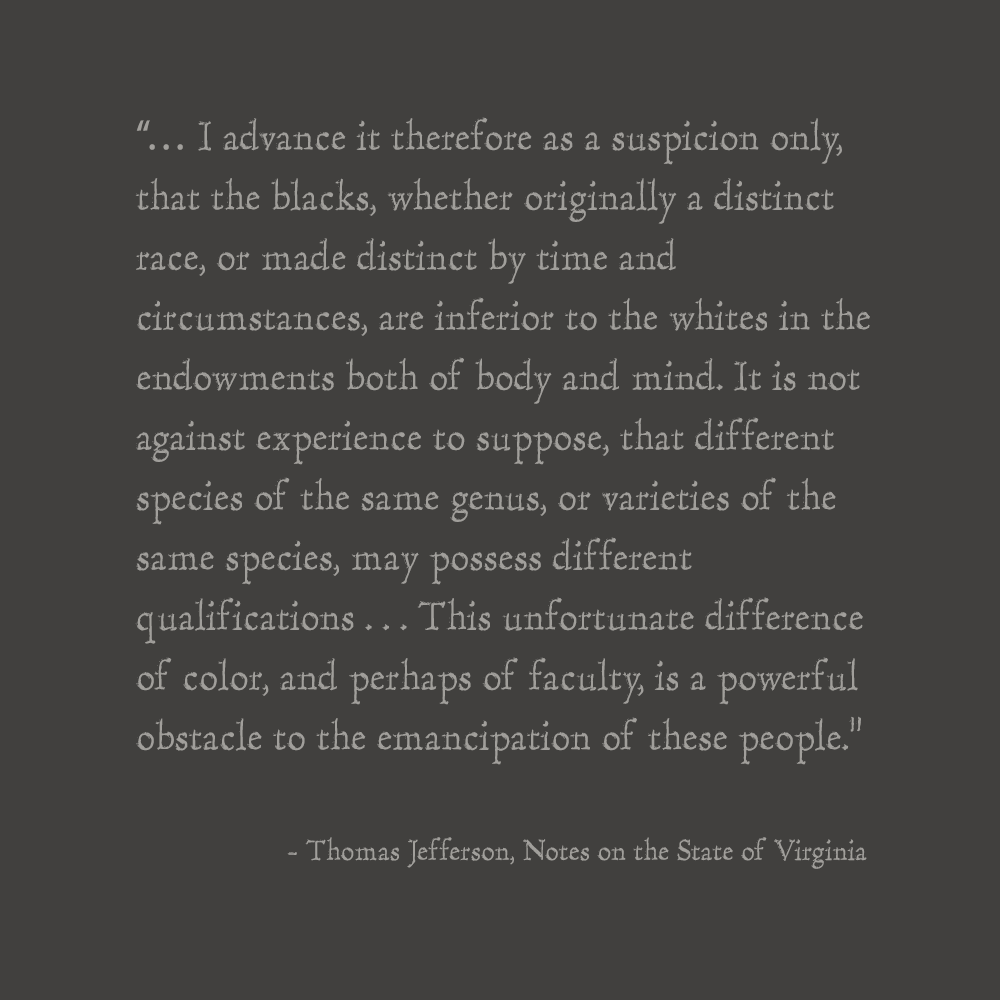 “... I advance it therefore as a suspicion only,
that the blacks, whether originally a distinct
race, or made distinct by time and
circumstances, are inferior to the whites in the
endowments both of body and mind. It is not
against experience to suppose, that different
species of the same genus, or varieties of the
same species, may possess different
qualifications . . . This unfortunate difference
of color, and perhaps of faculty, is a powerful
obstacle to the emancipation of these people."
- Thomas Jefferson, Notes on the State of Virginia